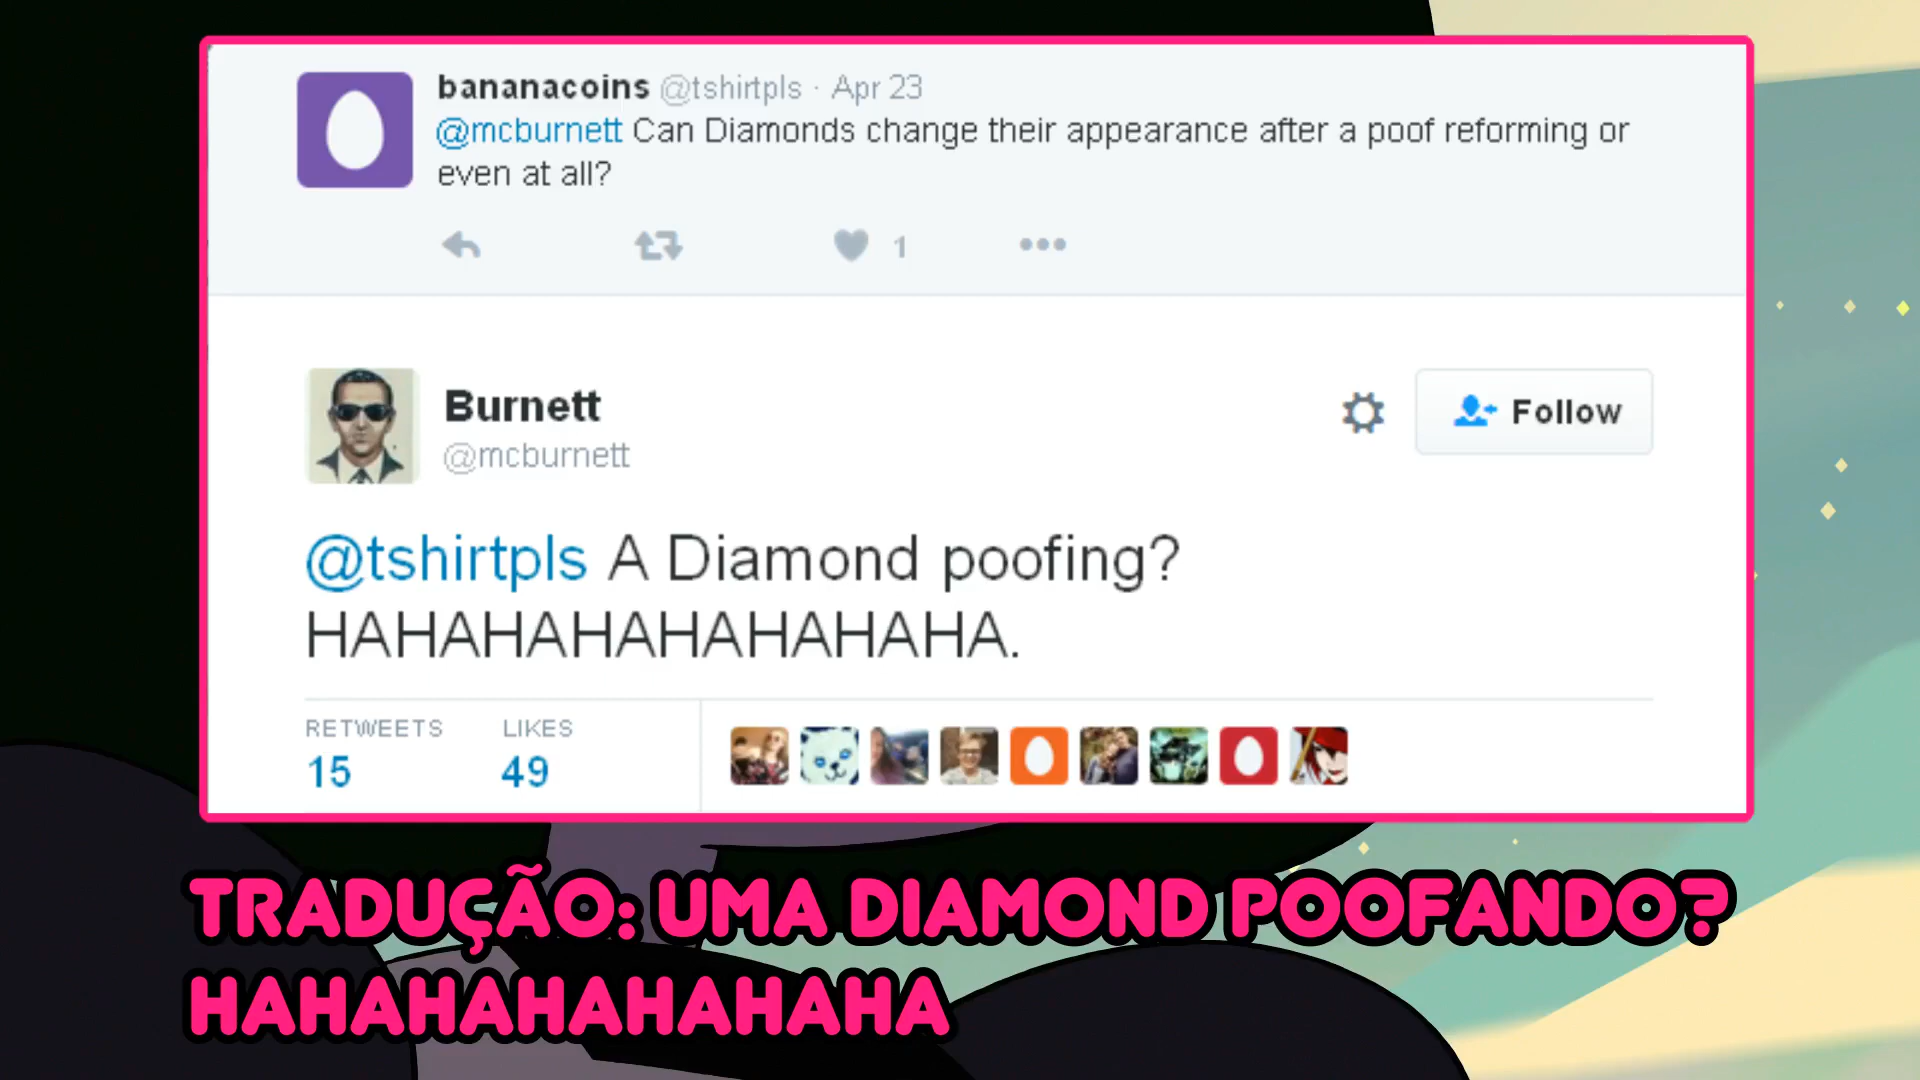 bananacoins @tshirtpls · Apr 23
@mcburnett Can Diamonds change their appearance after a poof reforming or
even at all?
1
Burnett
@mcburnett
Follow
@tshirtpls A Diamond poofing?
HAHAHAHAHAHAHAHA.
RETWEETS LIKES
15 49
TRADUÇÃO: UMA DIAMOND POOFANDO?
HAHAHAHAHAHAHA